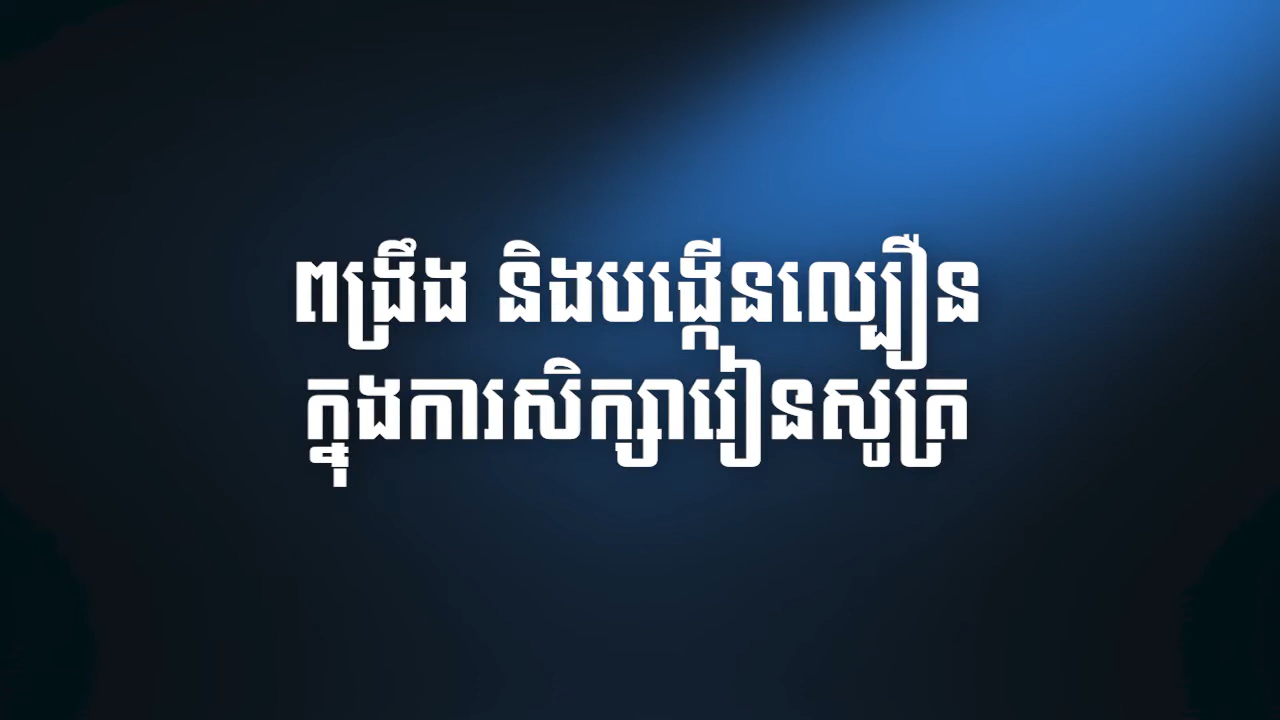 ពង្រឹង និងបង្កើនល្បឿន
ក្នុងការសិក្សារៀនសូត្រ